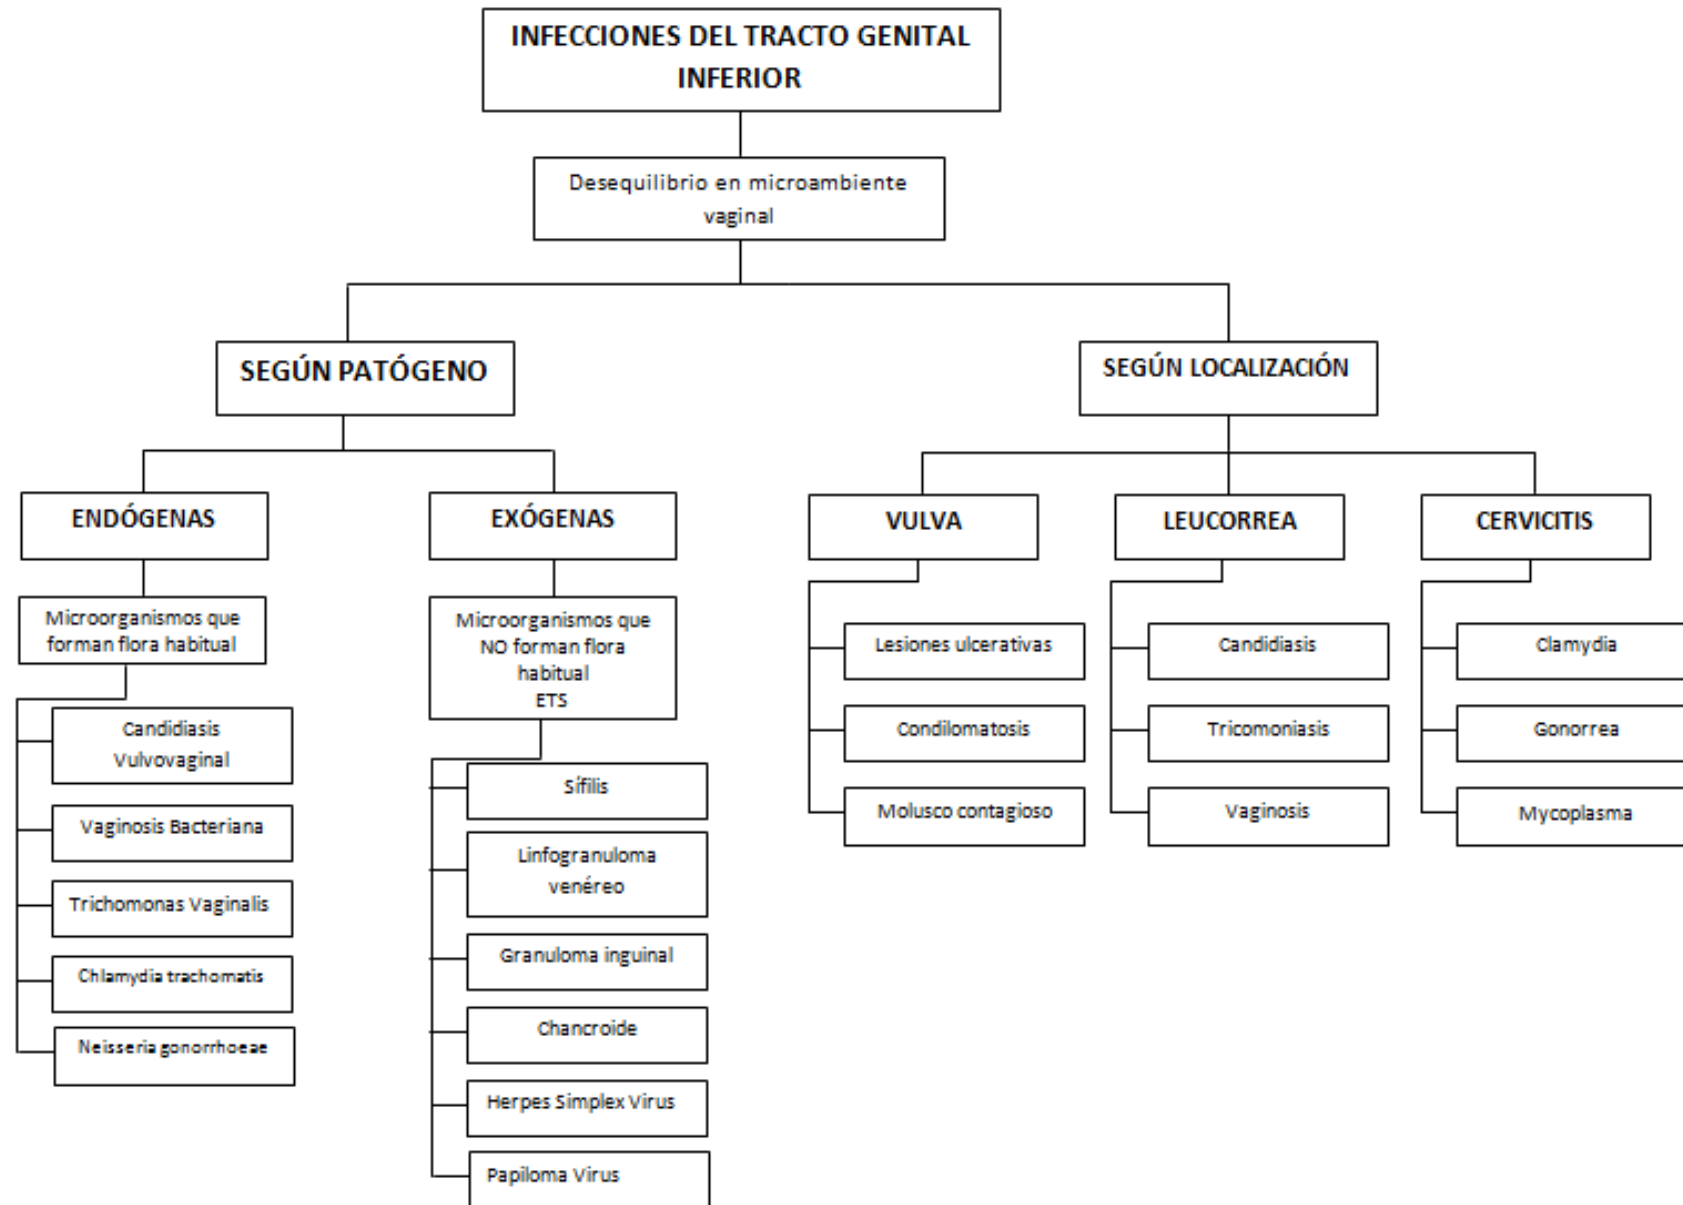 INFECCIONES DEL TRACTO GENITAL
INFERIOR
Desequilibrio en microambiente
vaginal
SEGÚN PATÓGENO
SEGÚN LOCALIZACIÓN
ENDÓGENAS
EXÓGENAS
VULVA
LEUCORREA
CERVICITIS
Microorganismos que
forman flora habitual
Candidiasis
Vulvovaginal
Vaginosis Bacteriana
Trichomonas Vaginalis
Chlamydia trachomatis
Neisseria gonorrhoeae
Microorganismos que
NO forman flora
habitual
ETS
Sífilis
Linfogranuloma
venéreo
Granuloma inguinal
Chancroide
Herpes Simplex Virus
Papiloma Virus
Lesiones ulcerativas
Condilomatosis
Molusco contagioso
Candidiasis
Tricomoniasis
Vaginosis
Clamydia
Gonorrea
Mycoplasma